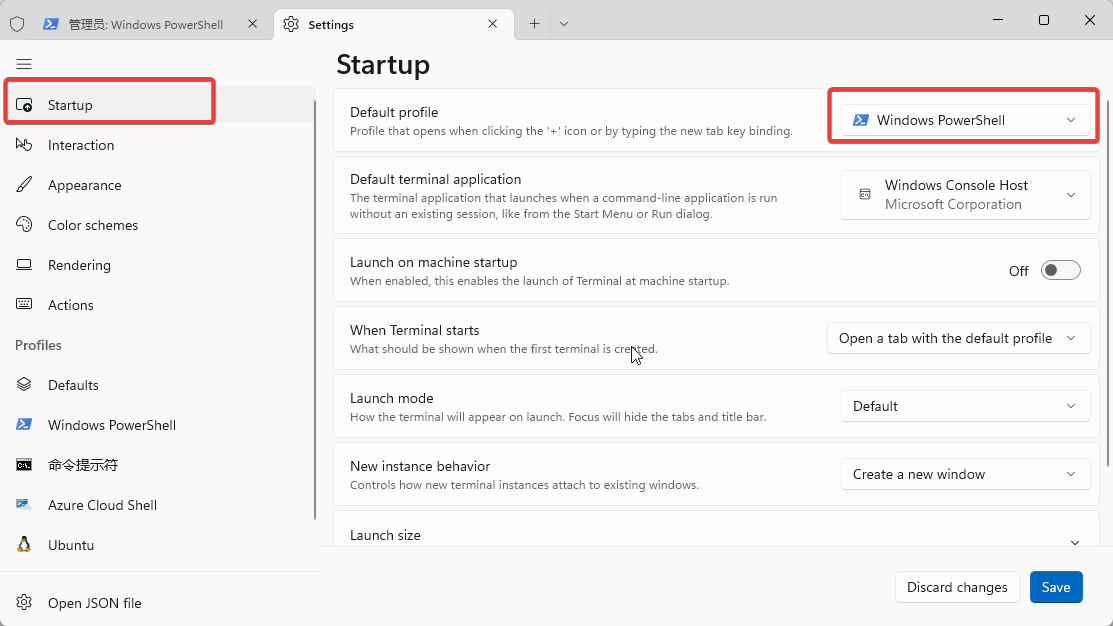 管理员: Windows PowerShell
Settings
Startup
Interaction
Appearance
Color schemes
Rendering
Actions
Profiles
Defaults
Windows PowerShell
命令提示符
Azure Cloud Shell
Ubuntu
Open JSON file
Startup
Default profile
Profile that opens when clicking the '+' icon or by typing the new tab key binding.
Windows PowerShell
Default terminal application
The terminal application that launches when a command-line application is run
without an existing session, like from the Start Menu or Run dialog.
Windows Console Host
Microsoft Corporation
Launch on machine startup
When enabled, this enables the launch of Terminal at machine startup.
Off
When Terminal starts
What should be shown when the first terminal is created.
Open a tab with the default profile
Launch mode
How the terminal will appear on launch. Focus will hide the tabs and title bar.
Default
New instance behavior
Controls how new terminal instances attach to existing windows.
Create a new window
Launch size
Discard changes
Save